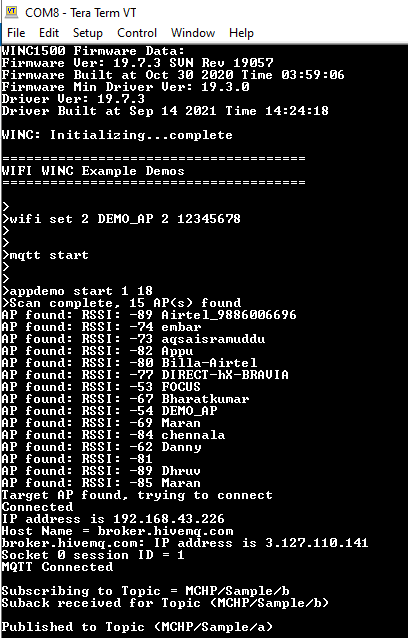 COM8 - Tera Term VT
File Edit Setup Control Window Help
WINC1500 Firmware Data:
Firmware Ver: 19.7.3 SVN Rev 19057
Firmware Built at Oct 30 2020 Time 03:59:06
Firmware Min Driver Ver: 19.3.0
Driver Ver: 19.7.3
Driver Built at Sep 14 2021 Time 14:24:18
WINC: Initializing...complete
======================================
WIFI WINC Example Demos
======================================
>
>wifi set 2 DEMO_AP 2 12345678
>
>
>mqtt start
>
>
>appdemo start 1 18
>Scan complete, 15 AP(s) found
AP found: RSSI: -89 Airtel_9886006696
AP found: RSSI: -74 embar
AP found: RSSI: -73 aqsaisramuddu
AP found: RSSI: -82 Appu
AP found: RSSI: -80 Billa-Airtel
AP found: RSSI: -77 DIRECT-hX-BRAVIA
AP found: RSSI: -53 FOCUS
AP found: RSSI: -67 Bharatkumar
AP found: RSSI: -54 DEMO_AP
AP found: RSSI: -69 Maran
AP found: RSSI: -84 chennala
AP found: RSSI: -62 Danny
AP found: RSSI: -81
AP found: RSSI: -89 Dhruv
AP found: RSSI: -85 Maran
Target AP found, trying to connect
Connected
IP address is 192.168.43.226
Host Name = broker.hivemq.com
broker.hivemq.com: IP address is 3.127.110.141
Socket 0 session ID = 1
MQTT Connected
Subscribing to Topic = MCHP/Sample/b
Suback received for Topic (MCHP/Sample/b)
Published to Topic (MCHP/Sample/a)